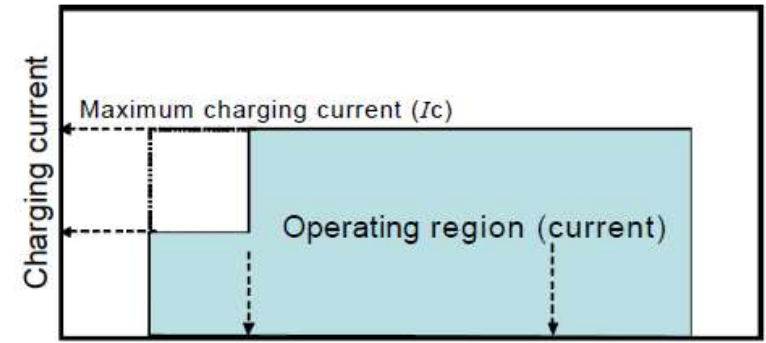 Charging current
Maximum charging current (Ic)
Operating region (current)